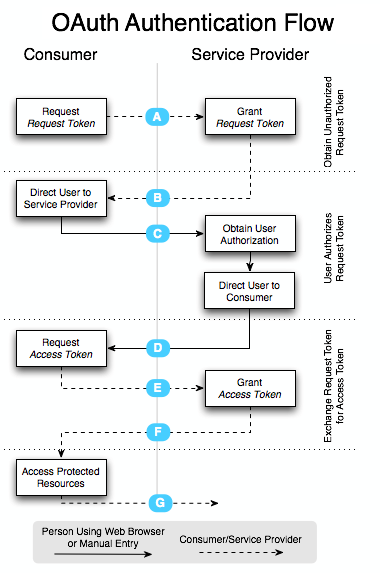 OAuth Authentication Flow
Consumer
Service Provider
Request
Request Token
A
Grant
Request Token
Obtain Unauthorized
Request Token
B
Direct User to
Service Provider
C
Obtain User
Authorization
Direct User to
Consumer
User Authorizes
Request Token
D
Request
Access Token
E
Grant
Access Token
F
Exchange Request Token
for Access Token
Access Protected
Resources
G
Person Using Web Browser
or Manual Entry
Consumer/Service Provider